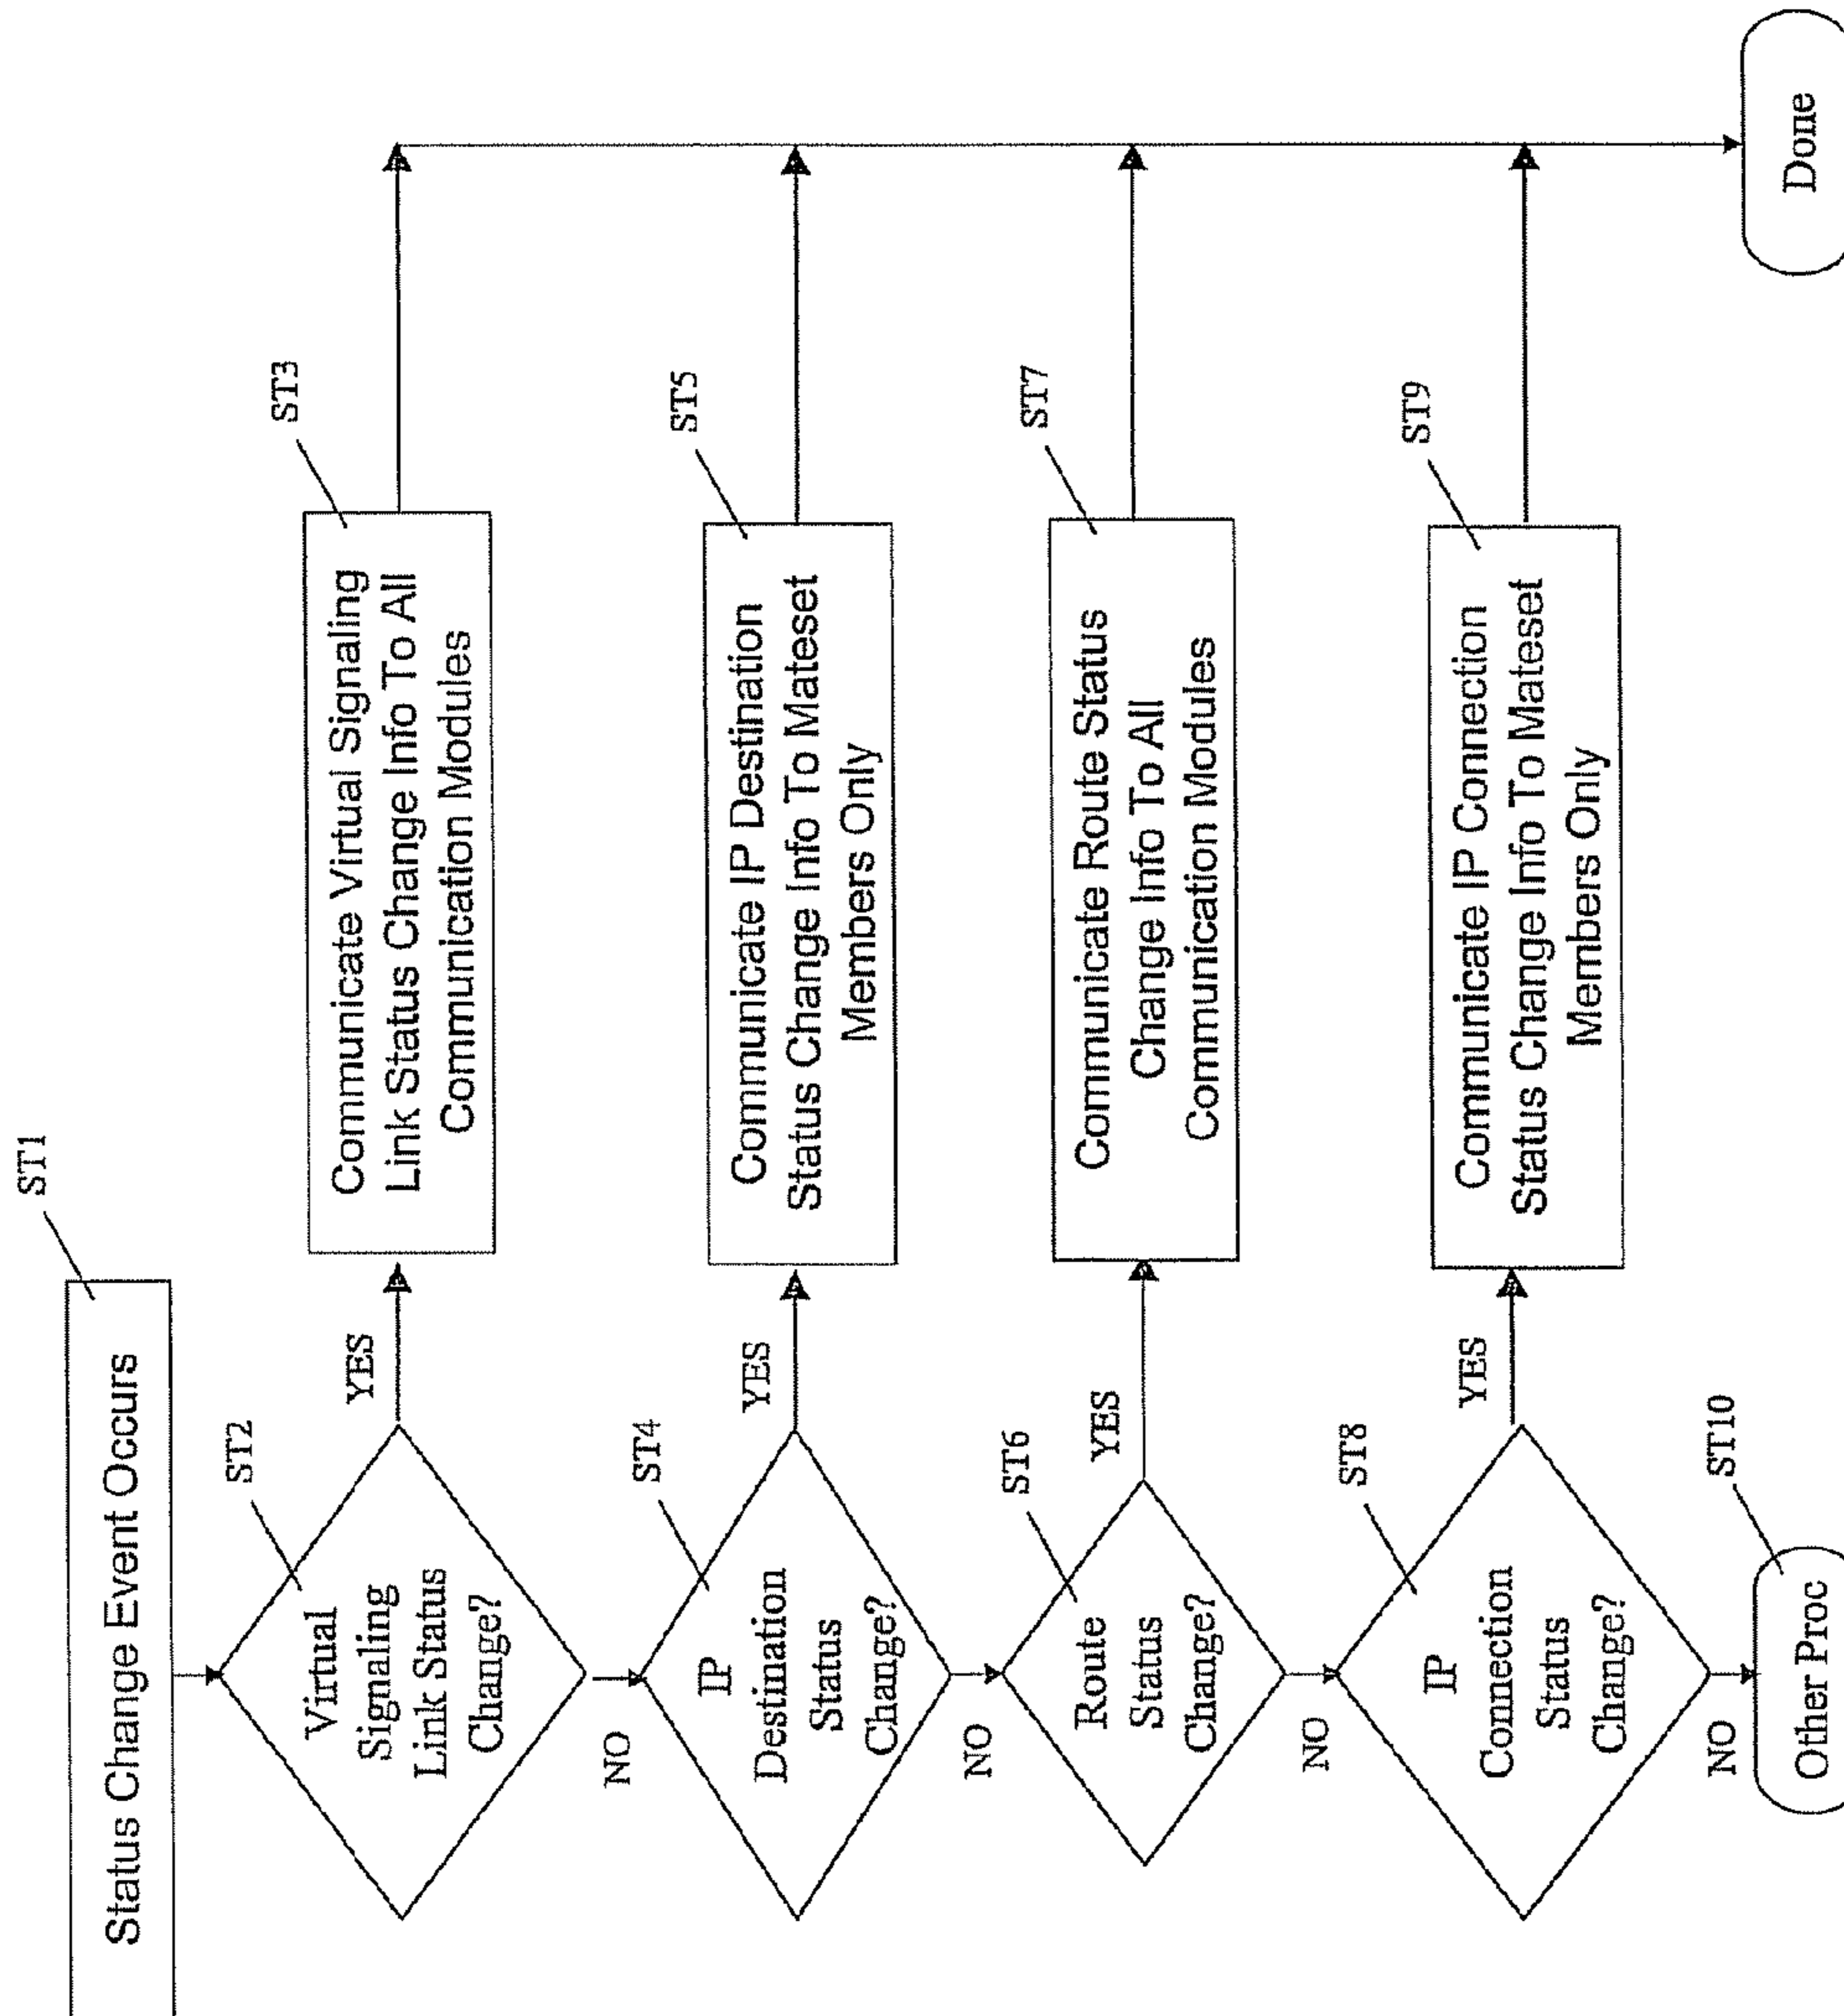 ST1
Status Change Event Occurs
ST2
Virtual
Signaling
Link Status
Change?
YES
NO
ST3
Communicate Virtual Signaling
Link Status Change Info To All
Communication Modules
ST4
IP
Destination
Status
Change?
YES
NO
ST5
Communicate IP Destination
Status Change Info To Mateset
Members Only
ST6
Route
Status
Change?
YES
NO
ST7
Communicate Route Status
Change Info To All
Communication Modules
ST8
IP
Connection
Status
Change?
YES
NO
ST9
Communicate IP Connection
Status Change Info To Mateset
Members Only
ST10
Other Proc
Done